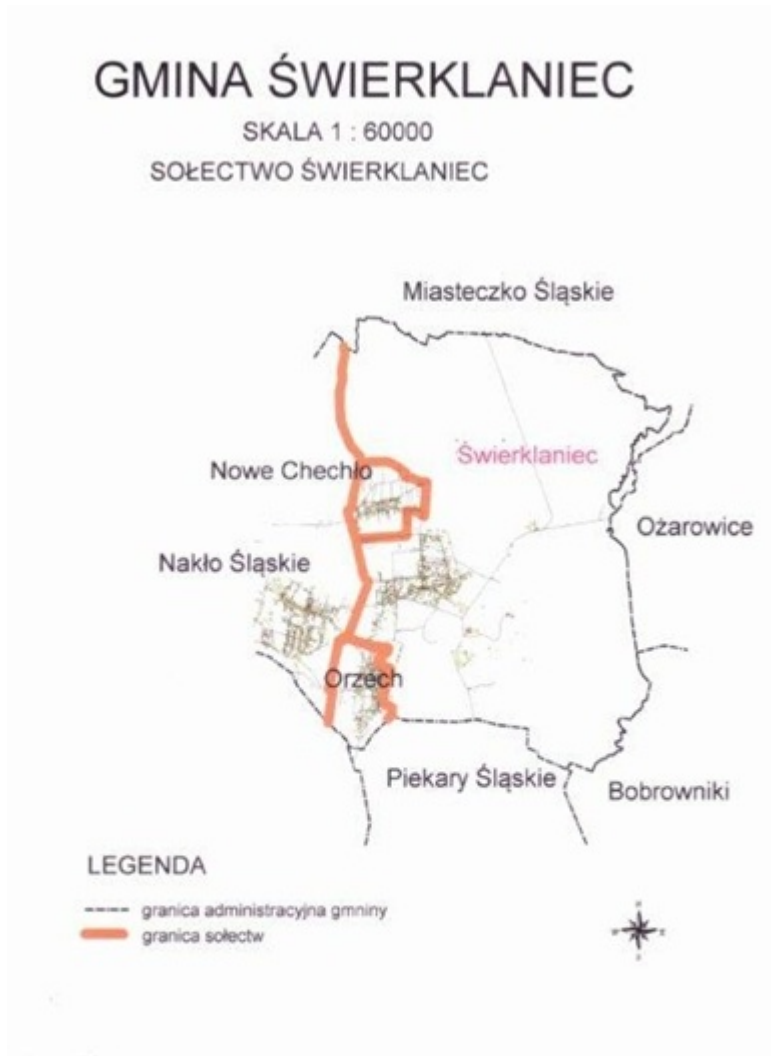 GMINA ŚWIERKLANIEC
SKALA 1 : 60000
SOŁECTWO ŚWIERKLANIEC
Miasteczko Śląskie
Świerklaniec
Nowe Chechło
Ożarowice
Nakło Śląskie
Orzech
Piekary Śląskie
Bobrowniki
LEGENDA
granica administracyjna gmniny
granica sołectw